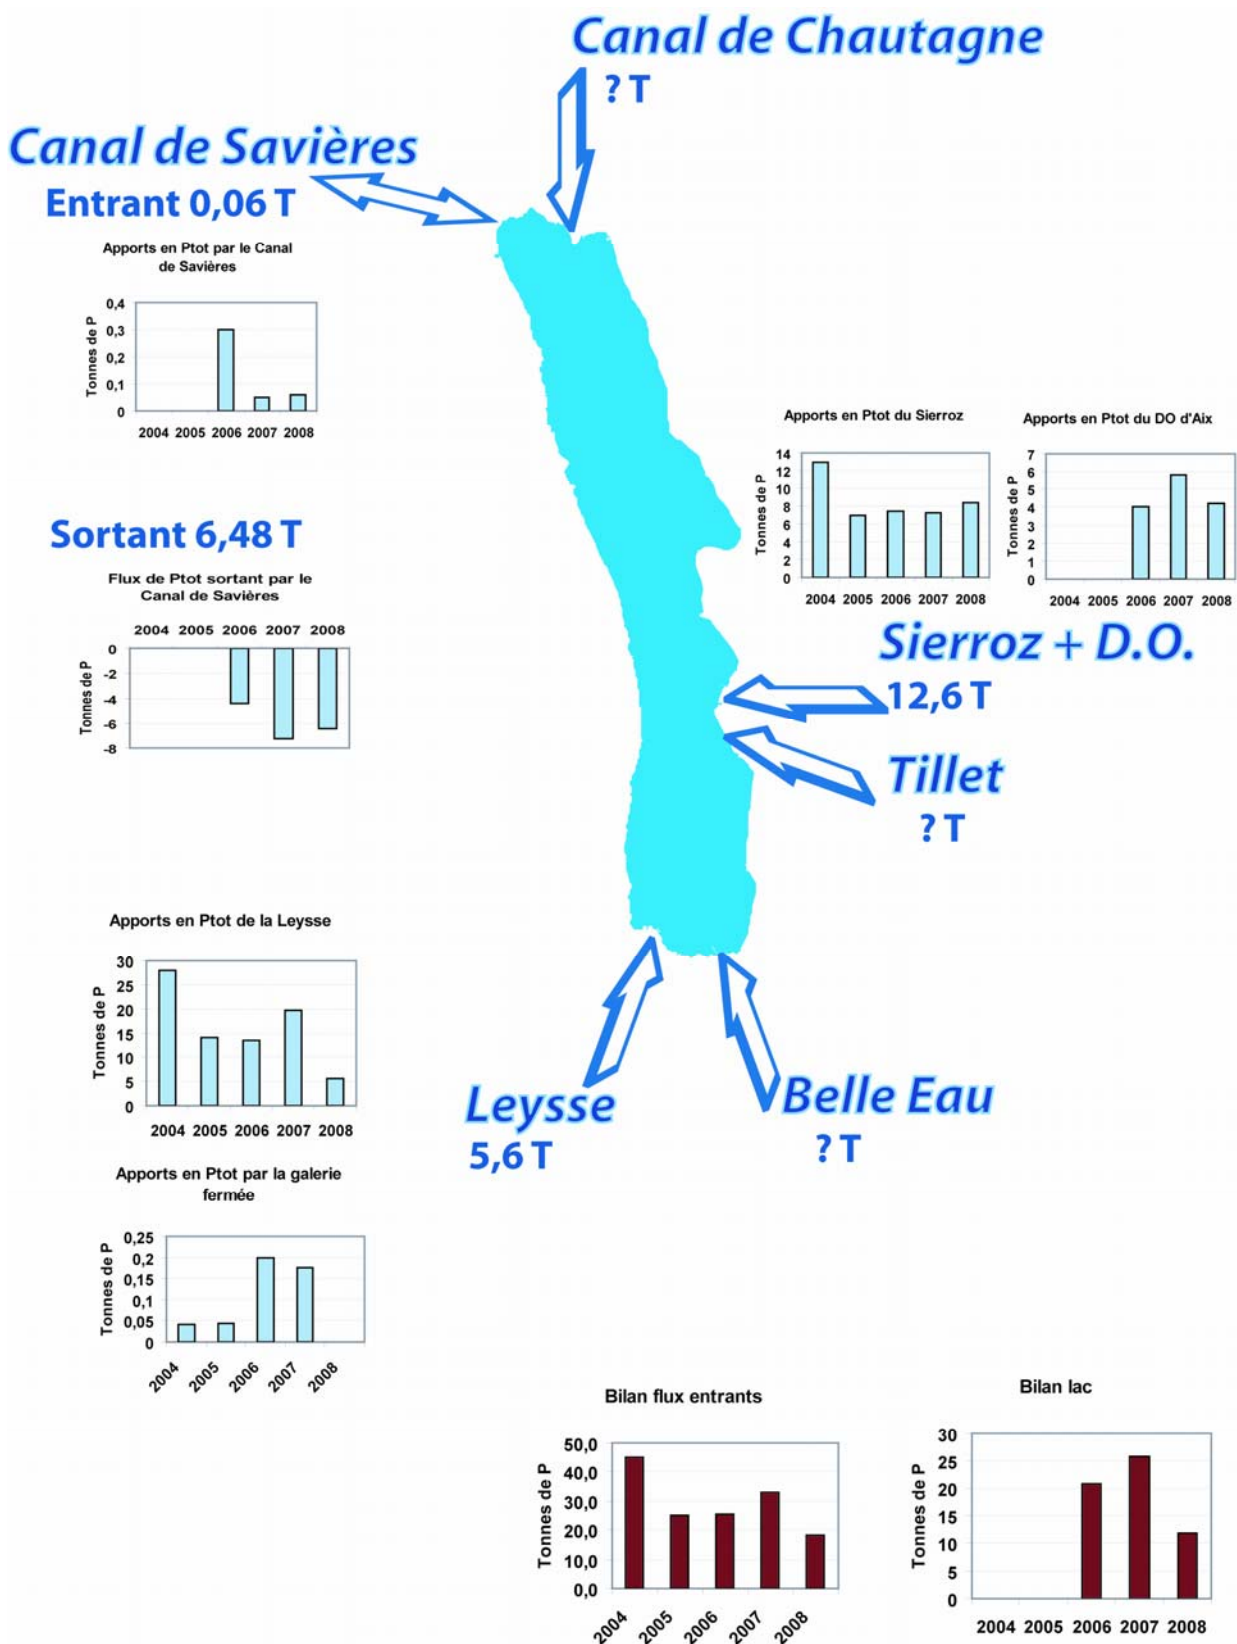 Canal de Chautagne
? T
Canal de Savières
Entrant 0,06 T
Apports en Ptot par le Canal
de Savières
Tonnes de P
0,4
0,3
0,2
0,1
0
2004 2005 2006 2007 2008
Apports en Ptot du Sierroz
Tonnes de P
14
12
10
8
6
4
2
0
2004 2005 2006 2007 2008
Apports en Ptot du DO d'Aix
Tonnes de P
7
6
5
4
3
2
1
0
2004 2005 2006 2007 2008
Sortant 6,48 T
Flux de Ptot sortant par le
Canal de Savières
2004 2005 2006 2007 2008
Tonnes de P
0
-2
-4
-6
-8
Sierroz + D.O.
12,6 T
Tillet
? T
Apports en Ptot de la Leysse
Tonnes de P
30
25
20
15
10
5
0
2004 2005 2006 2007 2008
Leysse
5,6 T
Belle Eau
? T
Apports en Ptot par la galerie
fermée
Tonnes de P
0,25
0,2
0,15
0,1
0,05
0
2004 2005 2006 2007 2008
Bilan flux entrants
Tonnes de P
50,0
40,0
30,0
20,0
10,0
0,0
2004 2005 2006 2007 2008
Bilan lac
Tonnes de P
30
25
20
15
10
5
0
2004 2005 2006 2007 2008